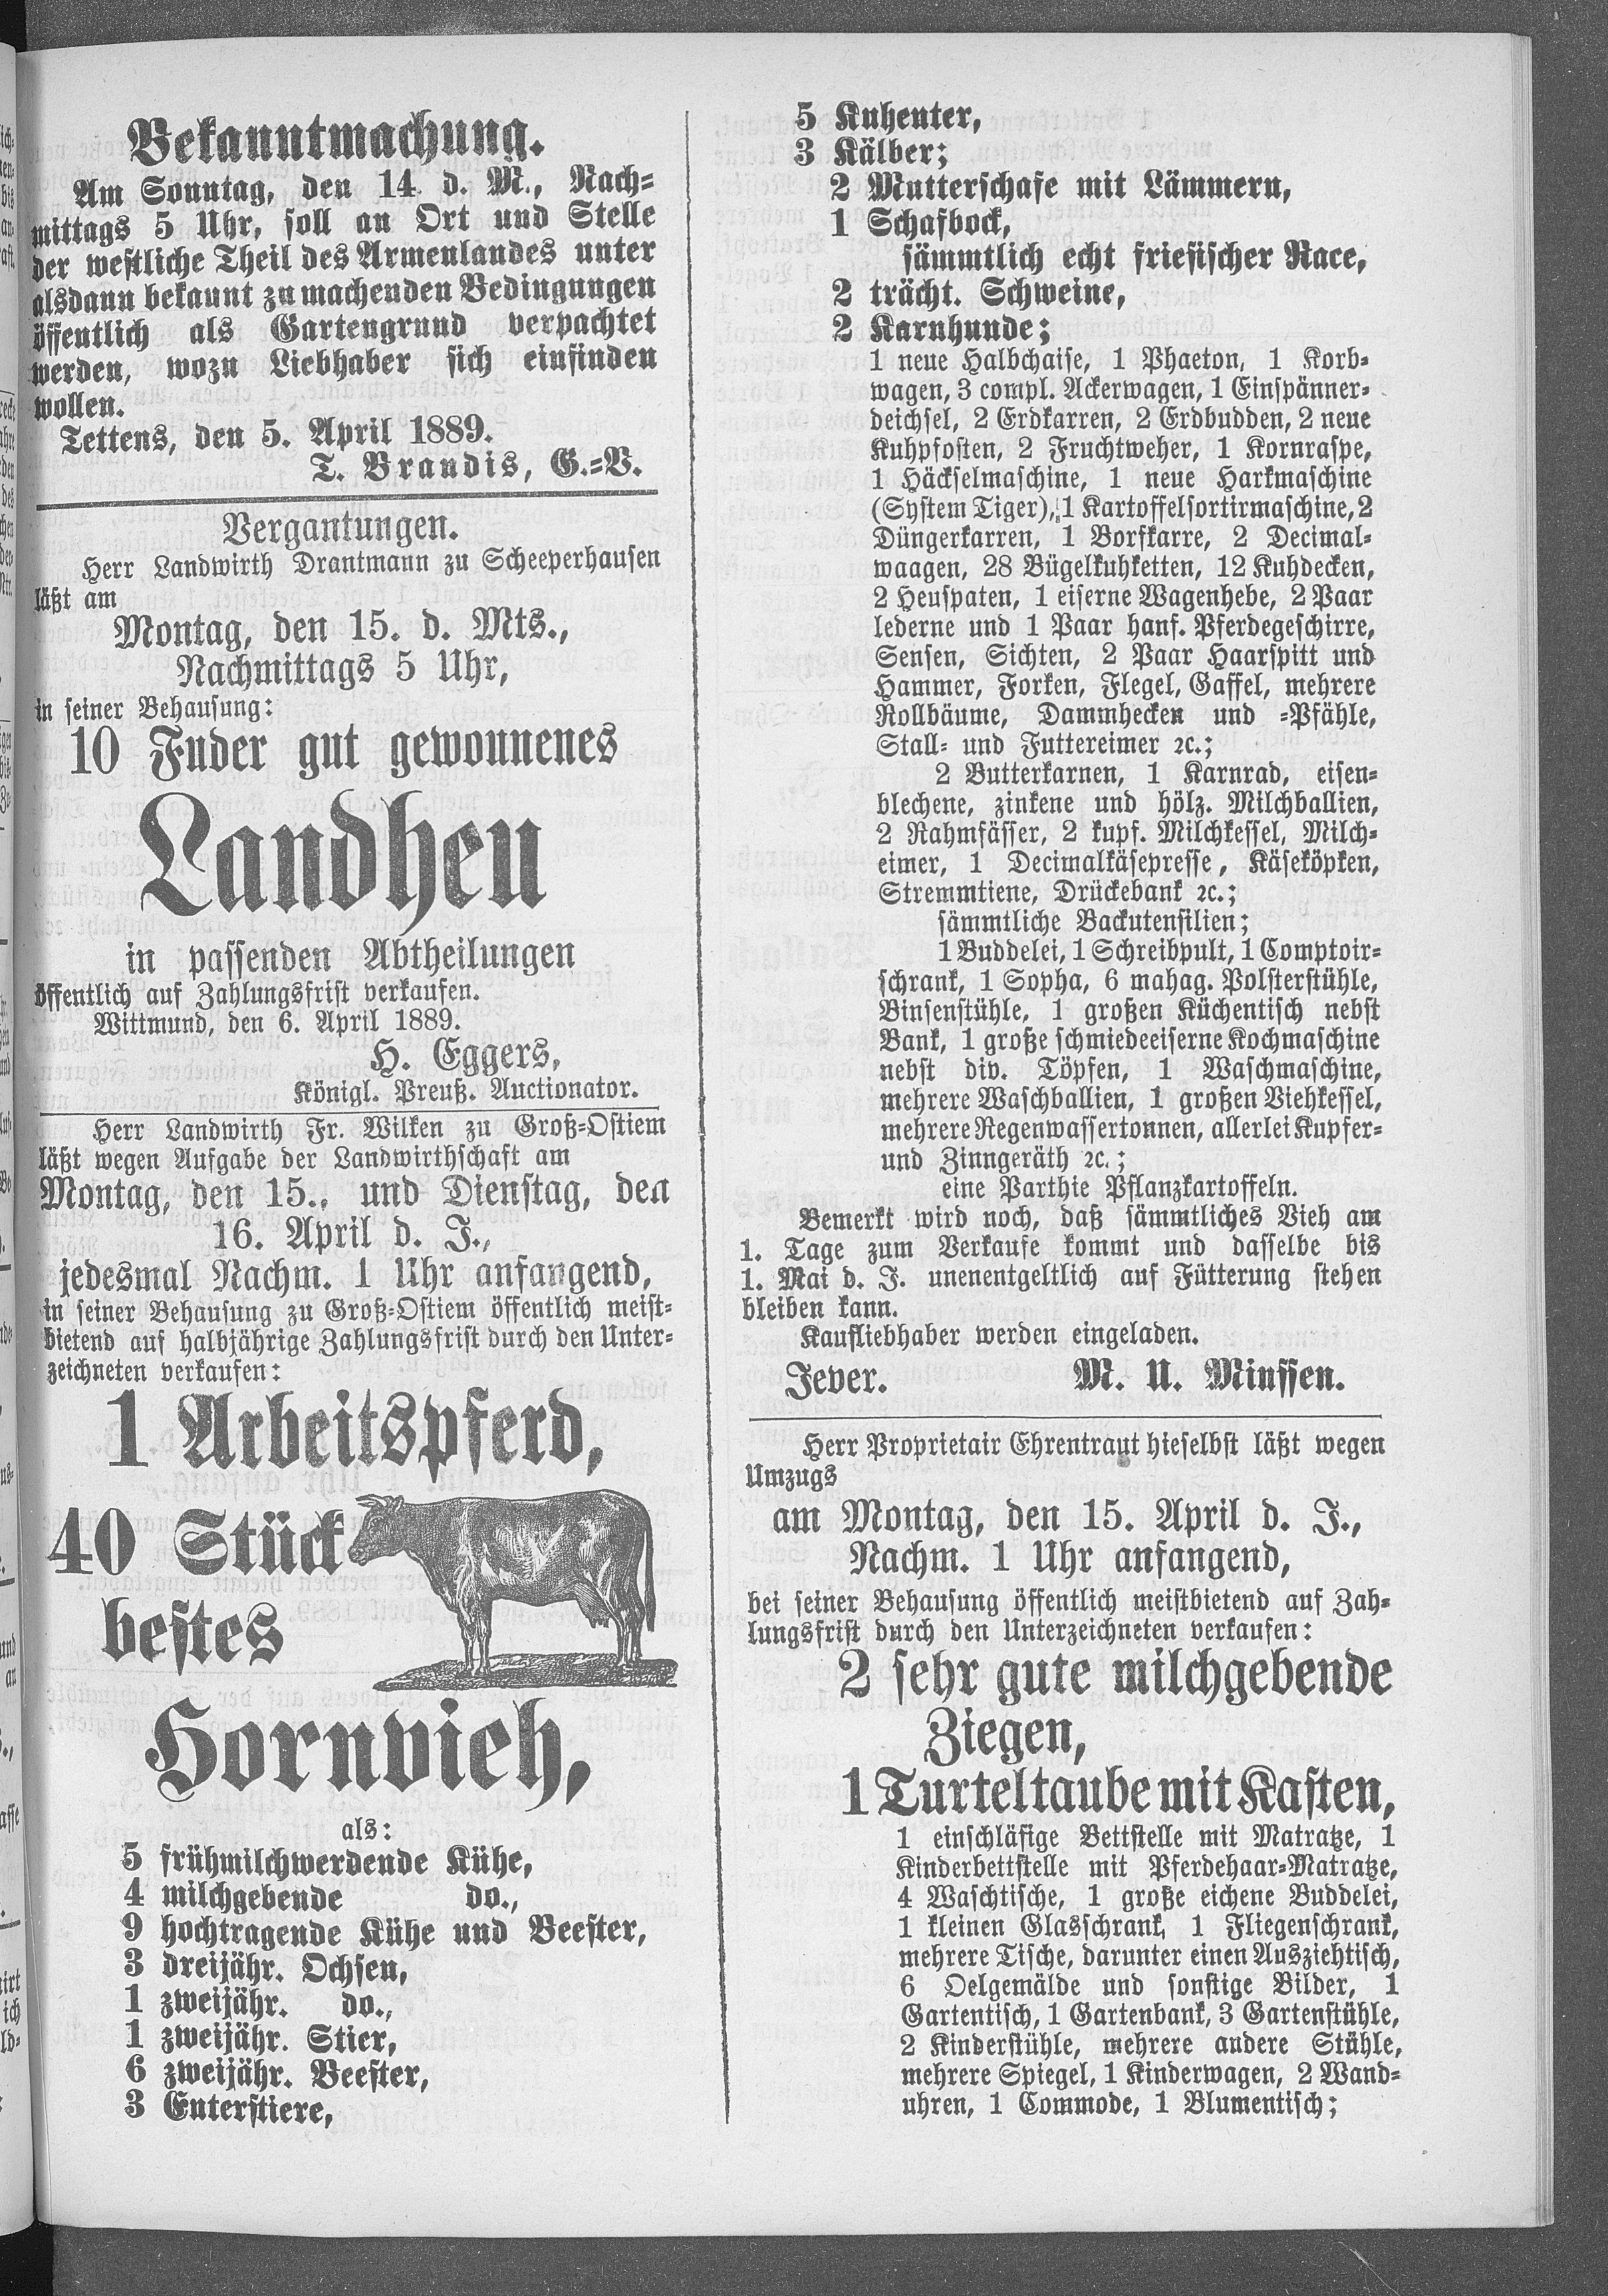 Bekanntmachung.
Am Sonntag, den 14. d. M., Nach-
mittags 5 Uhr, soll an Ort und Stelle
der westliche Theil des Armenlandes unter
alsdann bekannt zu machenden Bedingungen
öffentlich als Gartengrund verpachtet
werden, wozu Liebhaber sich einfinden
wollen.
Tettens, den 5. April 1889.
T. Brandis, G.-V.
Vergantungen.
Herr Landwirth Drantmann zu Scheeperhausen
läßt am
Montag, den 15. d. Mts.,
Nachmittags 5 Uhr,
in seiner Behausung:
10 Fuder gut gewonnenes
Landheu
in passenden Abtheilungen
öffentlich auf Zahlungsfrist verkaufen.
Wittmund, den 6. April 1889.
H. Eggers,
Königl. Preuß. Auctionator.
Herr Landwirth Fr. Wilken zu Groß-Ostiem
läßt wegen Aufgabe der Landwirthschaft am
Montag, den 15., und Dienstag, den
16. April d. J.,
jedesmal Nachm. 1 Uhr anfangend,
in seiner Behausung zu Groß-Ostiem öffentlich meist-
bietend auf halbjährige Zahlungsfrist durch den Unter-
zeichneten verkaufen:
1 Arbeitspferd,
40 Stück
bestes
Hornvieh,
als:
5 frühmilchwerdende Kühe,
4 milchgebende do.,
9 hochtragende Kühe und Beester,
3 dreijähr. Ochsen,
1 zweijähr. do.,
1 zweijähr. Stier,
6 zweijähr. Beester,
3 Enterstiere,
5 Kuhenter,
3 Kälber;
2 Mutterschafe mit Lämmern,
1 Schafbock,
sämmtlich echt friesischer Race,
2 trächt. Schweine,
2 Karnhunde;
1 neue Halbchaise, 1 Phaeton, 1 Korb-
wagen, 3 compl. Ackerwagen, 1 Einspänner-
deichsel, 2 Erdkarren, 2 Erdbudden, 2 neue
Kuhpfosten, 2 Fruchtweher, 1 Kornraspe,
1 Häckselmaschine, 1 neue Harkmaschine
(System Tiger), 1 Kartoffelsortirmaschine, 2
Düngerkarren, 1 Borfkarre, 2 Decimal-
waagen, 28 Bügelkuhketten, 12 Kuhdecken,
2 Heuspaten, 1 eiserne Wagenhebe, 2 Paar
lederne und 1 Paar hanf. Pferdegeschirre,
Sensen, Sichten, 2 Paar Haarspitt und
Hammer, Forken, Flegel, Gaffel, mehrere
Rollbäume, Dammhecken und -Pfähle,
Stall- und Futtereimer ꝛc.;
2 Butterkarnen, 1 Karnrad, eisen-
blechene, zinkene und hölz. Milchballien,
2 Rahmfässer, 2 kupf. Milchkessel, Milch-
eimer, 1 Decimalkäsepresse, Käseköpken,
Stremmtiene, Drückebank ꝛc.;
sämmtliche Backutensilien;
1 Buddelei, 1 Schreibpult, 1 Comptoir-
schrank, 1 Sopha, 6 mahag. Polsterstühle,
Binsenstühle, 1 großen Küchentisch nebst
Bank, 1 große schmiedeeiserne Kochmaschine
nebst div. Töpfen, 1 Waschmaschine,
mehrere Waschballien, 1 großen Viehkessel,
mehrere Regenwassertonnen, allerlei Kupfer-
und Zinngeräth ꝛc.;
eine Parthie Pflanzkartoffeln.
Bemerkt wird noch, daß sämmtliches Vieh am
1. Tage zum Verkaufe kommt und dasselbe bis
1. Mai d. J. unenentgeltlich auf Fütterung stehen
bleiben kann.
Kaufliebhaber werden eingeladen.
Jever. M. U. Minssen.
Herr Proprietair Ehrentraut hieselbst läßt wegen
Umzugs
am Montag, den 15. April d. J.,
Nachm. 1 Uhr anfangend,
bei seiner Behausung öffentlich meistbietend auf Zah-
lungsfrist durch den Unterzeichneten verkaufen:
2 sehr gute milchgebende
Ziegen,
1 Turteltaube mit Kasten,
1 einschläfige Bettstelle mit Matratze, 1
Kinderbettstelle mit Pferdehaar-Matratze,
4 Waschtische, 1 große eichene Buddelei,
1 kleinen Glasschrank, 1 Fliegenschrank,
mehrere Tische, darunter einen Ausziehtisch,
6 Oelgemälde und sonstige Bilder, 1
Gartentisch, 1 Gartenbank, 3 Gartenstühle,
2 Kinderstühle, mehrere andere Stühle,
mehrere Spiegel, 1 Kinderwagen, 2 Wand-
uhren, 1 Commode, 1 Blumentisch;